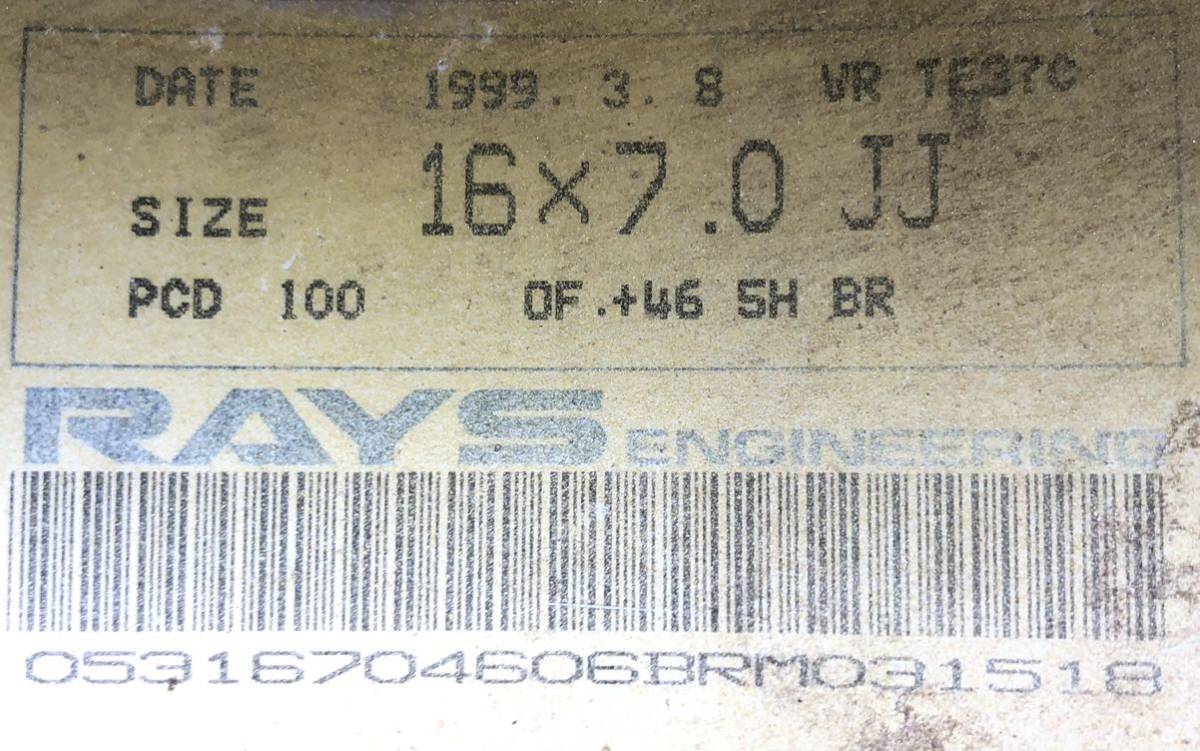 DATE 1999. 3. 8 VR TE37C
SIZE 16×7.0 JJ
PCD 100 OF.+46 5H BR
RAYS ENGINEERING
05316704606BRM031518